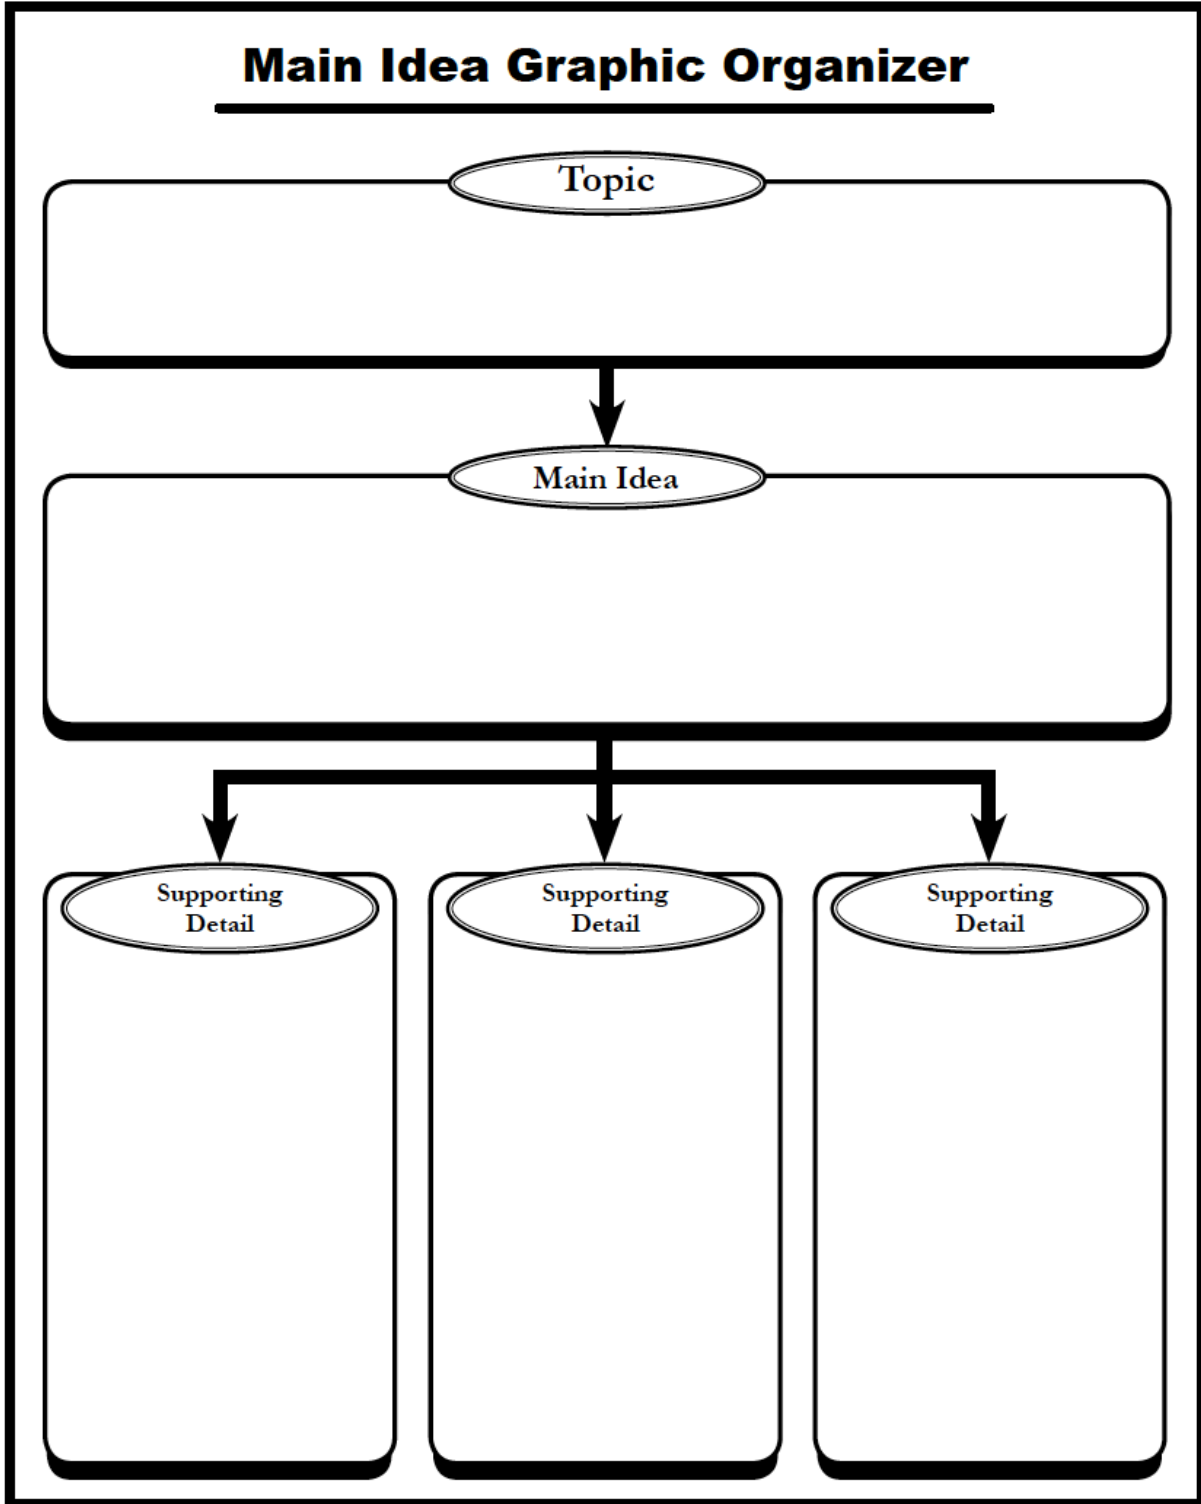 Main Idea Graphic Organizer
Topic
Main Idea
Supporting
Detail
Supporting
Detail
Supporting
Detail